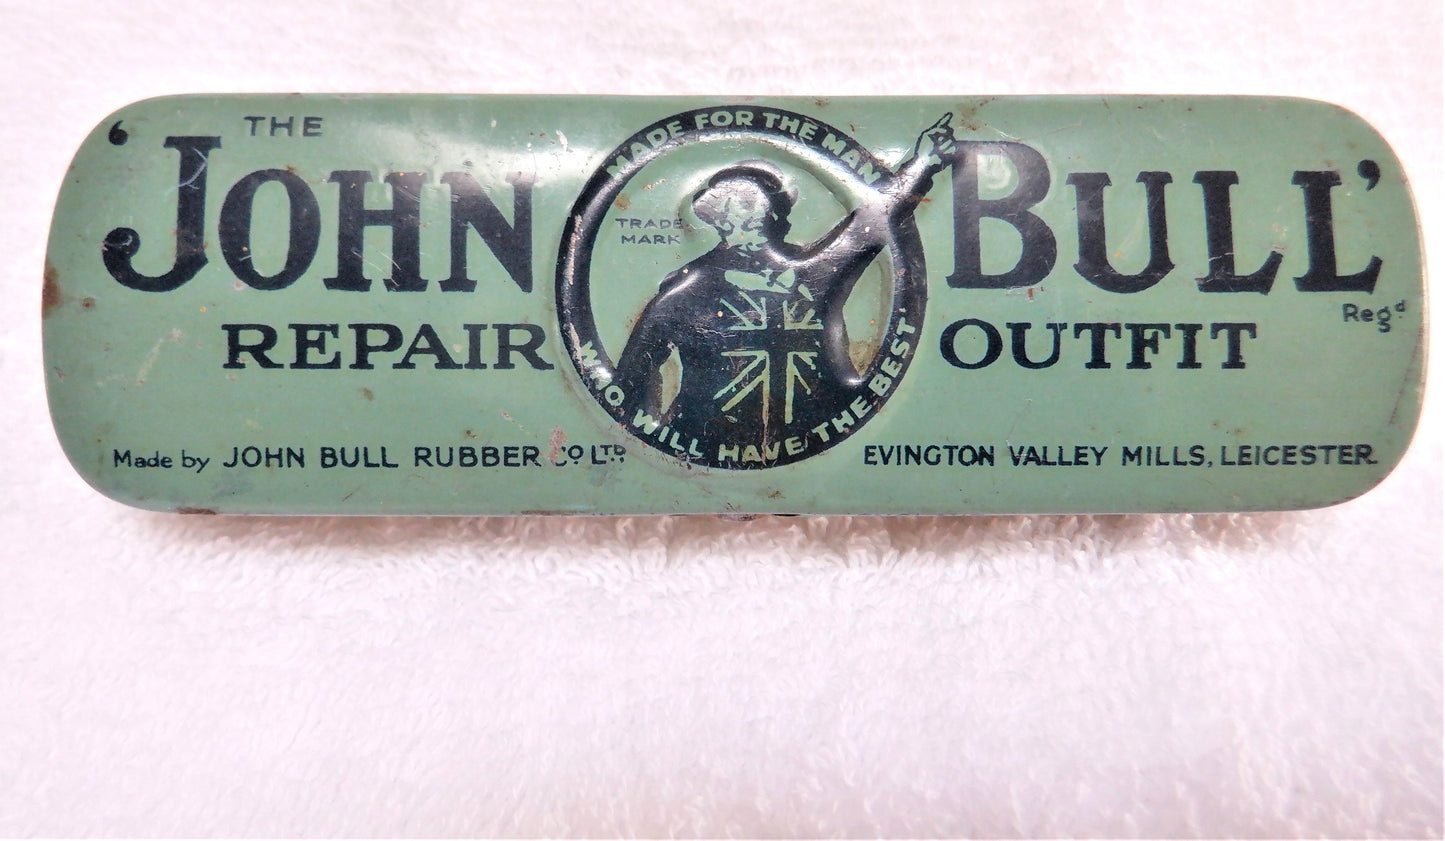 THE
'JOHN BULL'
Regd
REPAIR OUTFIT
MADE FOR THE MAN
WHO WILL HAVE THE BEST'
TRADE
MARK
Made by JOHN BULL RUBBER CO LTD EVINGTON VALLEY MILLS, LEICESTER